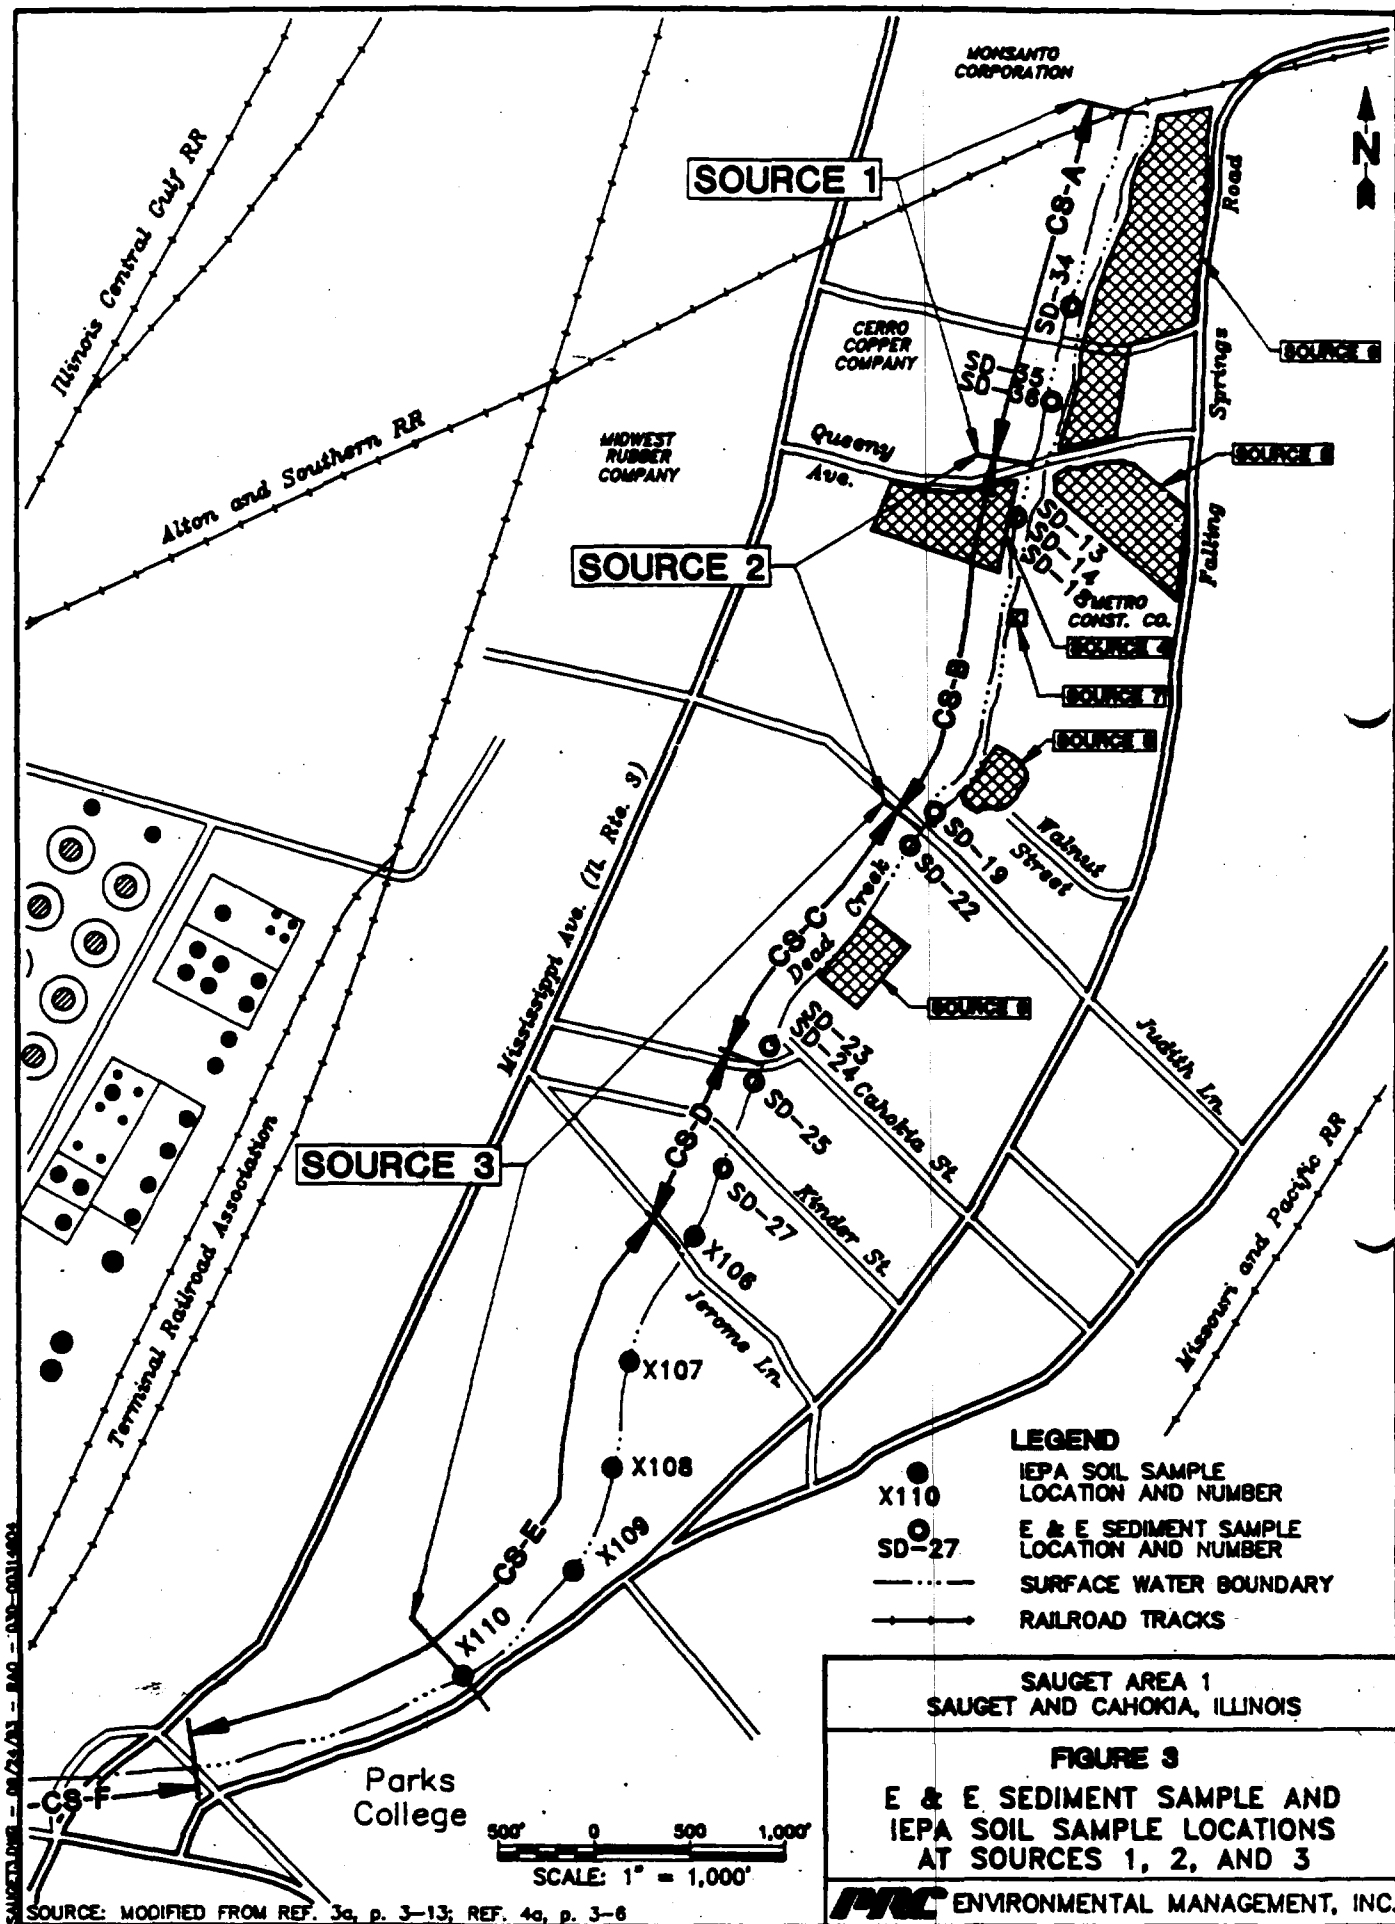 MONSANTO
CORPORATION
N
Illinois Central Gulf RR
SOURCE 1
CS-A
Road
SD-34
CERRO
COPPER
COMPANY
SD-35
SD-36
Springs
MIDWEST
RUBBER
COMPANY
Queeny
Ave.
Alton and Southern RR
SD-13
SD-14
Falling
SOURCE 2
METRO
CONST. CO.
SOURCE
CS-B
SOURCE 7
SOURCE
Walnut
Street
SD-19
SD-22
Mississippi Ave. (Il. Rte. 3)
CS-C
Dead
Creek
SOURCE
SD-23
SD-24
Cahokia St.
Judith Ln.
SD-25
CS-D
SOURCE 3
SD-27
Kinder St.
X106
Jerome Ln.
Missouri and Pacific RR
Terminal Railroad Association
X107
X108
X109
CS-E
X110
CS-F
Parks
College
LEGEND
X110
IEPA SOIL SAMPLE
LOCATION AND NUMBER
SD-27
E & E SEDIMENT SAMPLE
LOCATION AND NUMBER
SURFACE WATER BOUNDARY
RAILROAD TRACKS
500' 0 500 1,000'
SCALE: 1" = 1,000'
SAUGET AREA 1
SAUGET AND CAHOKIA, ILLINOIS
FIGURE 3
E & E SEDIMENT SAMPLE AND
IEPA SOIL SAMPLE LOCATIONS
AT SOURCES 1, 2, AND 3
PRC ENVIRONMENTAL MANAGEMENT, INC.
SOURCE: MODIFIED FROM REF. 3a, p. 3-13; REF. 4a, p. 3-6